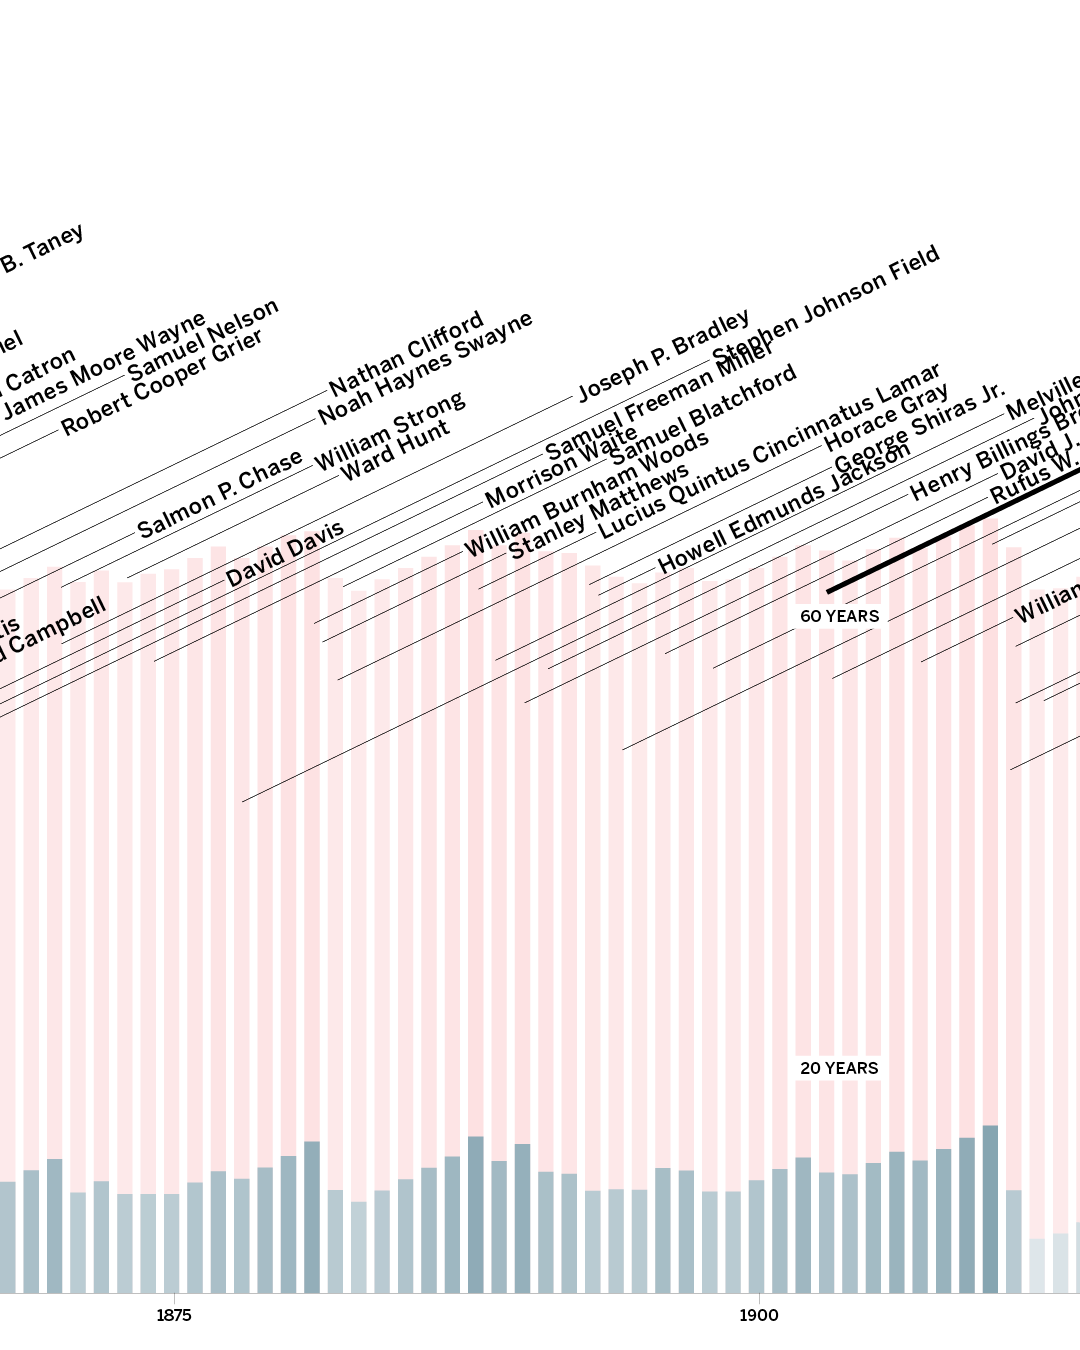 B. Taney
Stephen Johnson Field
Samuel Nelson
James Moore Wayne
Nathan Clifford
Joseph P. Bradley
Noah Haynes Swayne
Robert Cooper Grier
Catron
Samuel Freeman Miller
Samuel Blatchford
Lucius Quintus Cincinnatus Lamar
Horace Gray
George Shiras Jr.
Melville
John
Henry Billings Bro
David J.
Rufus W.
William Strong
Ward Hunt
Morrison Waite
William Burnham Woods
Stanley Matthews
Howell Edmunds Jackson
Salmon P. Chase
David Davis
Campbell
William
60 YEARS
20 YEARS
1875
1900